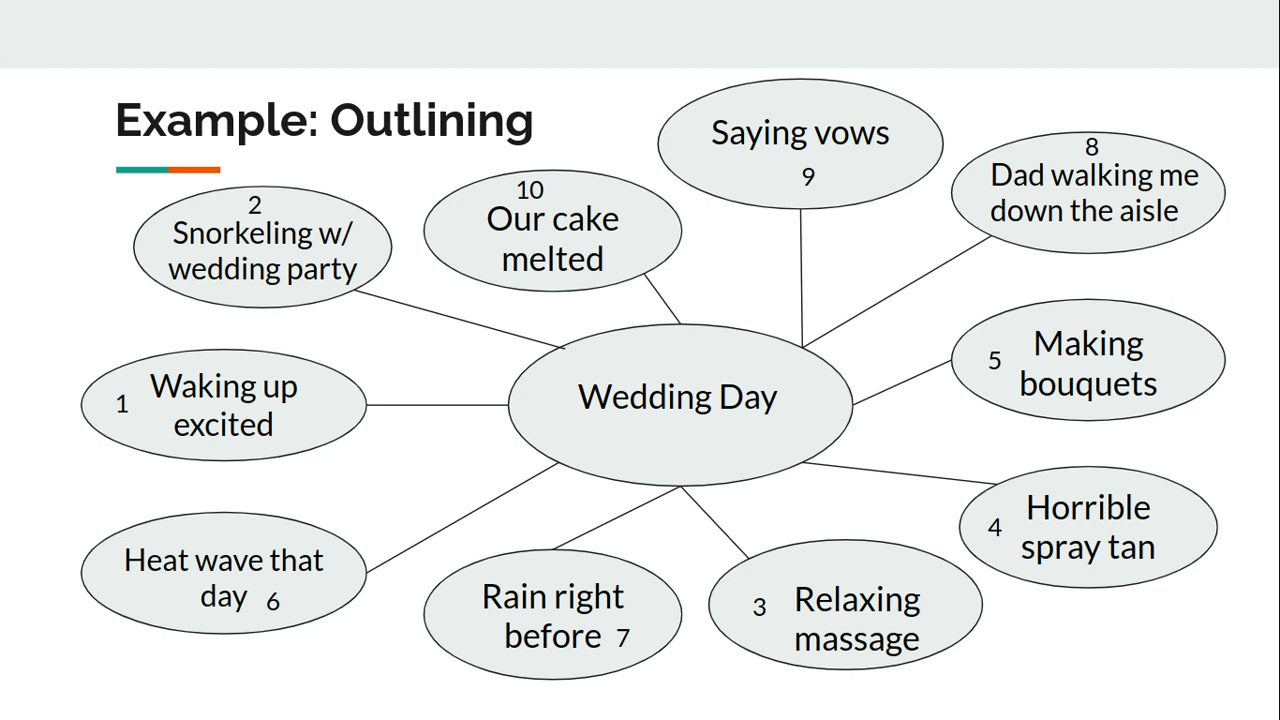 Example: Outlining
Saying vows
9
8
Dad walking me
down the aisle
10
Our cake
melted
2
Snorkeling w/
wedding party
Making
5
bouquets
Wedding Day
1
Waking up
excited
Horrible
4
spray tan
Heat wave that
day 6
Rain right
before 7
3 Relaxing
massage